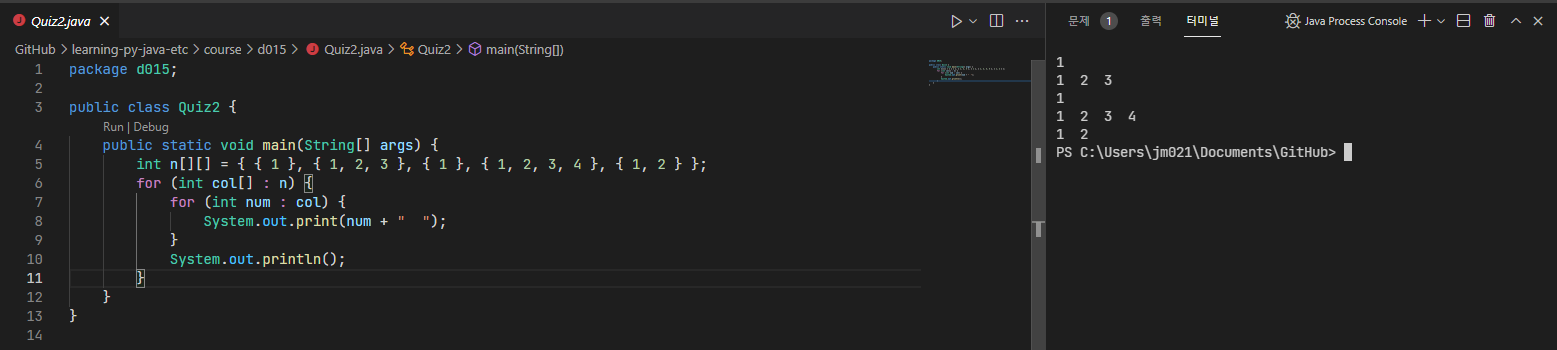 Quiz2.java
GitHub > learning-py-java-etc > course > d015 > Quiz2.java > Quiz2 > main(String[])
1 package d015;
2
3 public class Quiz2 {
Run | Debug
4 public static void main(String[] args) {
5 int n[][] = { { 1 }, { 1, 2, 3 }, { 1 }, { 1, 2, 3, 4 }, { 1, 2 } };
6 for (int col[] : n) {
7 for (int num : col) {
8 System.out.print(num + "  ");
9 }
10 System.out.println();
11 }
12 }
13 }
14
문제 1 출력 터미널 Java Process Console
1
1  2  3
1
1  2  3  4
1  2
PS C:\Users\jm021\Documents\GitHub>